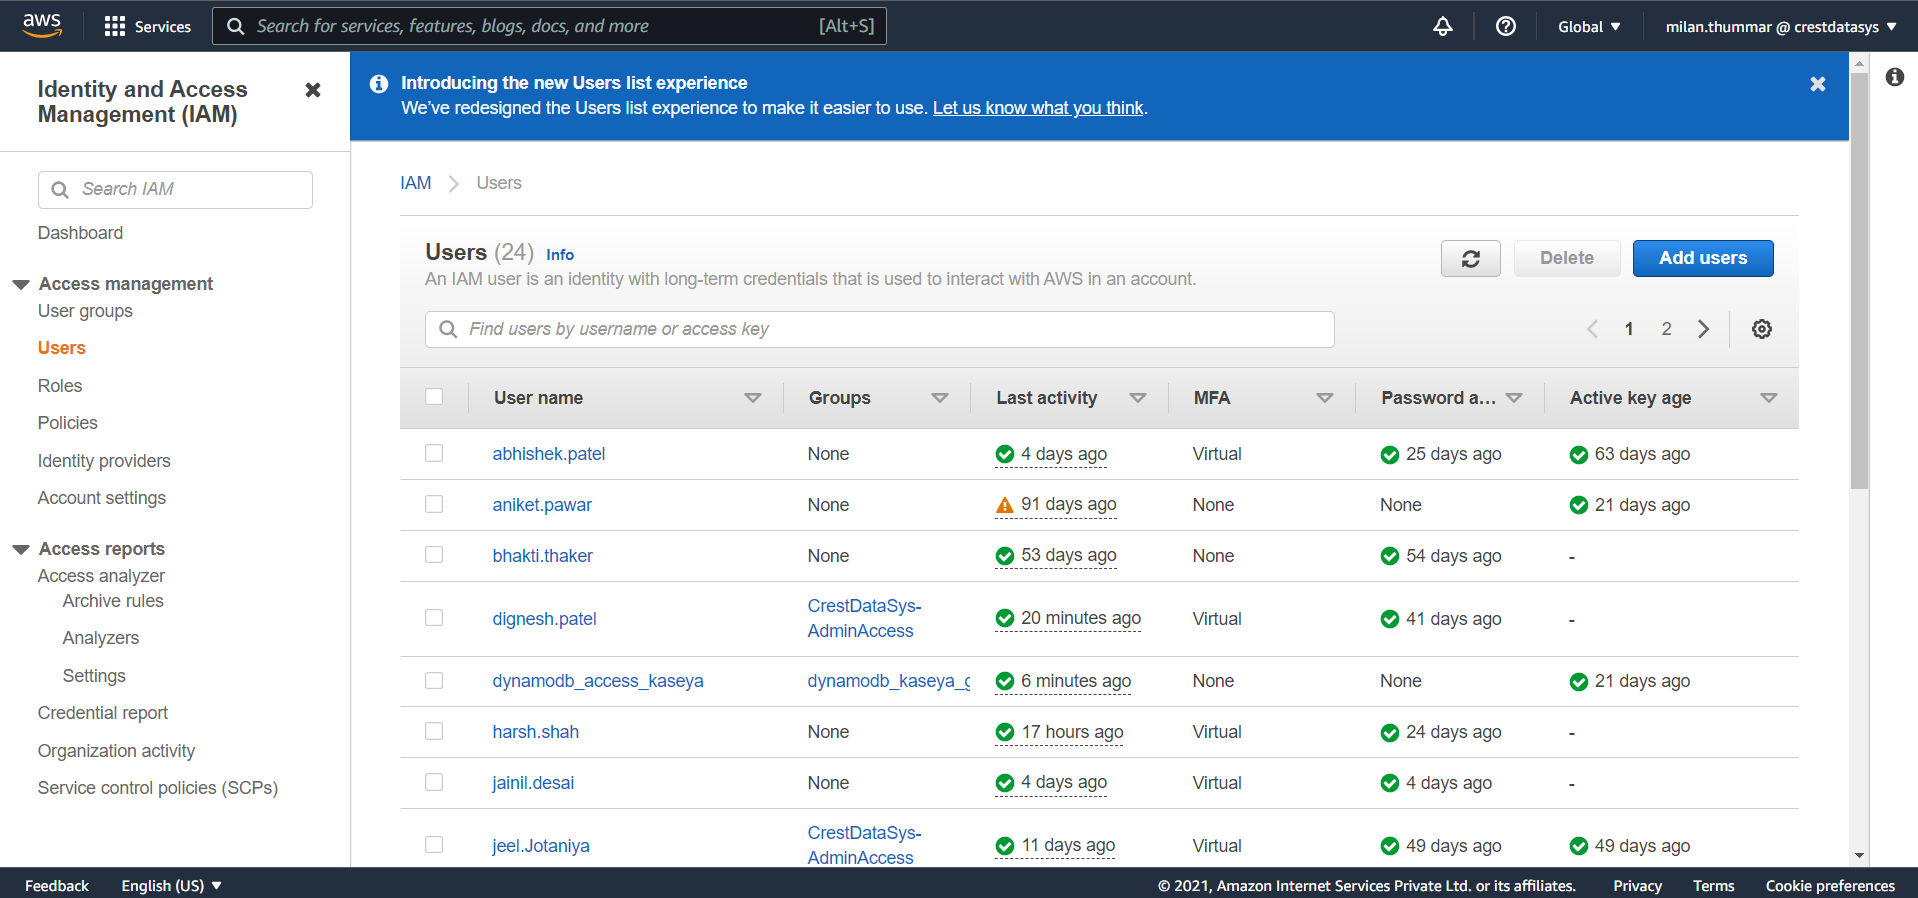 aws
Services
Search for services, features, blogs, docs, and more
[Alt+S]
Global
milan.thummar @ crestdatasys
Identity and Access
Management (IAM)
Search IAM
Dashboard
Access management
User groups
Users
Roles
Policies
Identity providers
Account settings
Access reports
Access analyzer
Archive rules
Analyzers
Settings
Credential report
Organization activity
Service control policies (SCPs)
Introducing the new Users list experience
We've redesigned the Users list experience to make it easier to use. Let us know what you think.
IAM Users
Users (24) Info
An IAM user is an identity with long-term credentials that is used to interact with AWS in an account.
Delete
Add users
Find users by username or access key
1 2
User name Groups Last activity MFA Password a... Active key age
abhishek.patel None 4 days ago Virtual 25 days ago 63 days ago
aniket.pawar None 91 days ago None None 21 days ago
bhakti.thaker None 53 days ago None 54 days ago -
dignesh.patel CrestDataSys- 20 minutes ago Virtual 41 days ago -
AdminAccess
dynamodb_access_kaseya dynamodb_kaseya_g 6 minutes ago None None 21 days ago
harsh.shah None 17 hours ago Virtual 24 days ago -
jainil.desai None 4 days ago Virtual 4 days ago -
jeel.Jotaniya CrestDataSys- 11 days ago Virtual 49 days ago 49 days ago
AdminAccess
Feedback English (US) © 2021, Amazon Internet Services Private Ltd. or its affiliates. Privacy Terms Cookie preferences